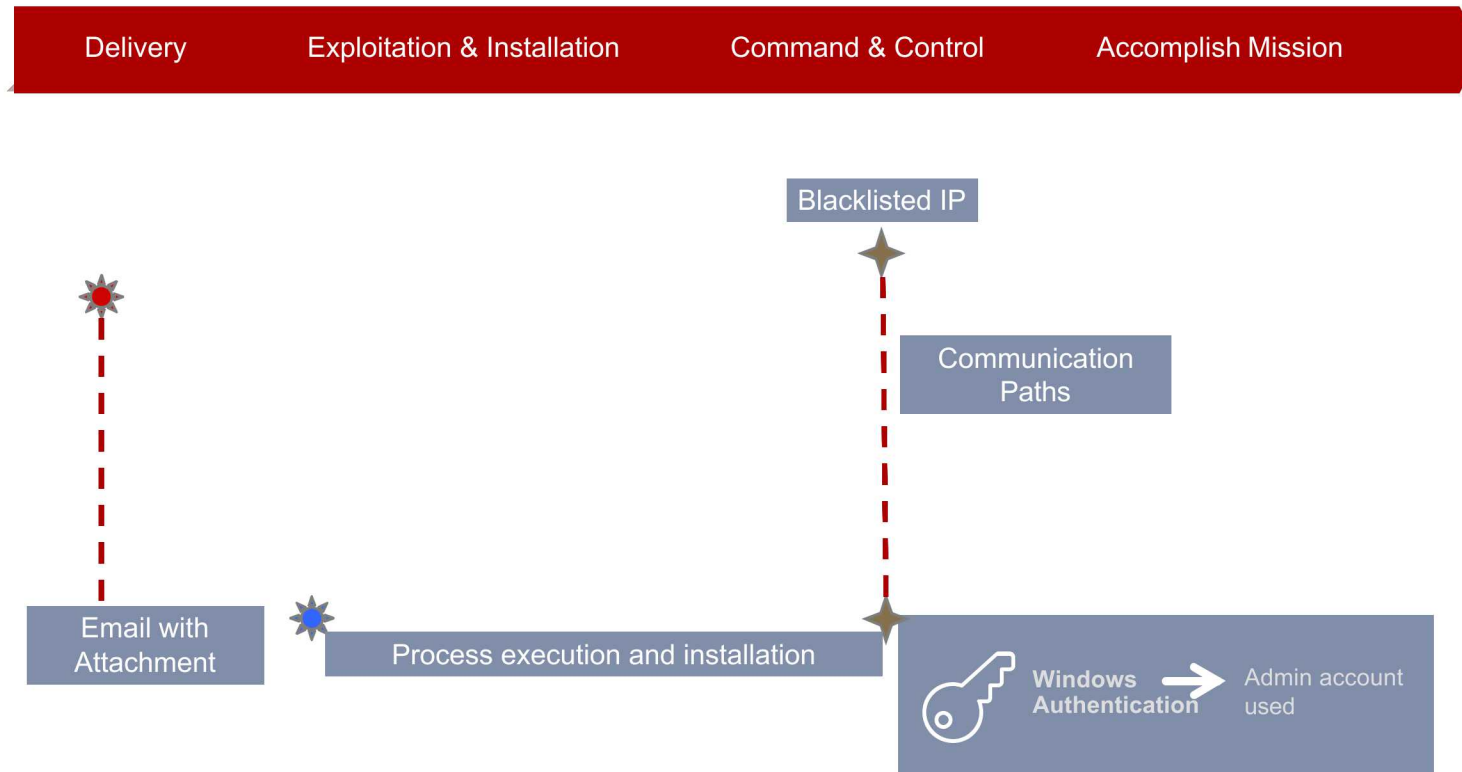 Delivery
Exploitation & Installation
Command & Control
Accomplish Mission
Blacklisted IP
Communication
Paths
Email with
Attachment
Process execution and installation
Windows
Authentication
Admin account
used